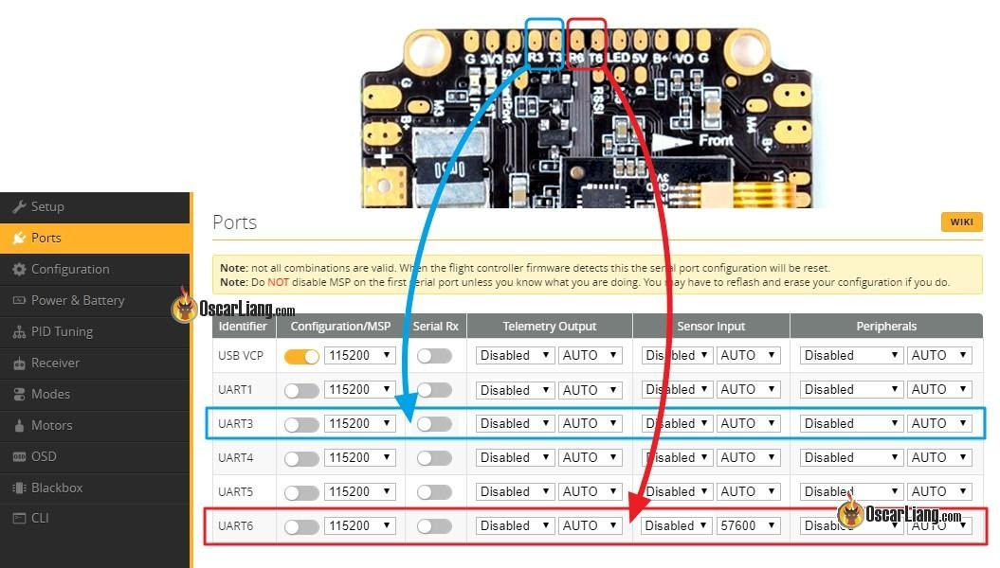 G 3V3 5V R3 T3 R6 T6 LED 5V B+ VO G
G
M3
B+
SmartPort
RSSI
G
G
M4
B+
Front
3V3
Setup
Ports
Configuration
Power & Battery
PID Tuning
Receiver
Modes
Motors
OSD
Blackbox
CLI
Ports
WIKI
Note: not all combinations are valid. When the flight controller firmware detects this the serial port configuration will be reset.
Note: Do NOT disable MSP on the first serial port unless you know what you are doing. You may have to reflash and erase your configuration if you do.
OscarLiang.com
Identifier Configuration/MSP Serial Rx Telemetry Output Sensor Input Peripherals
USB VCP 115200 Disabled AUTO Disabled AUTO Disabled AUTO
UART1 115200 Disabled AUTO Disabled AUTO Disabled AUTO
UART3 115200 Disabled AUTO Disabled AUTO Disabled AUTO
UART4 115200 Disabled AUTO Disabled AUTO Disabled AUTO
UART5 115200 Disabled AUTO Disabled AUTO Disabled AUTO
UART6 115200 Disabled AUTO Disabled 57600 Disabled AUTO
OscarLiang.com